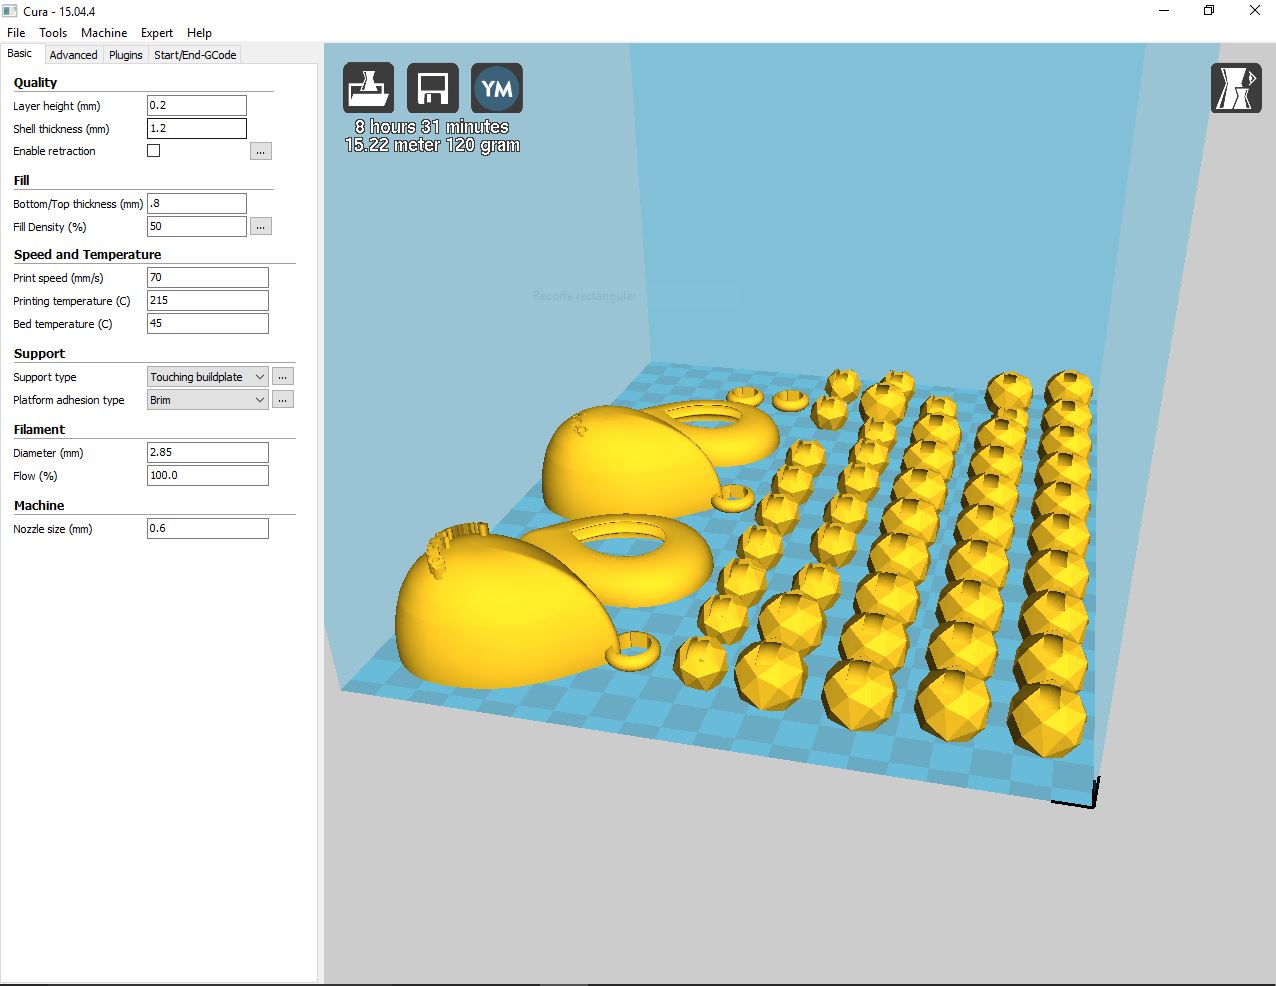 Cura - 15.04.4
File Tools Machine Expert Help
Basic Advanced Plugins Start/End-GCode
Quality
Layer height (mm) 0.2
Shell thickness (mm) 1.2
Enable retraction ...
Fill
Bottom/Top thickness (mm) .8
Fill Density (%) 50 ...
Speed and Temperature
Print speed (mm/s) 70
Printing temperature (C) 215
Bed temperature (C) 45
Support
Support type Touching buildplate ...
Platform adhesion type Brim ...
Filament
Diameter (mm) 2.85
Flow (%) 100.0
Machine
Nozzle size (mm) 0.6
YM
8 hours 31 minutes
15.22 meter 120 gram
Recorte rectangular